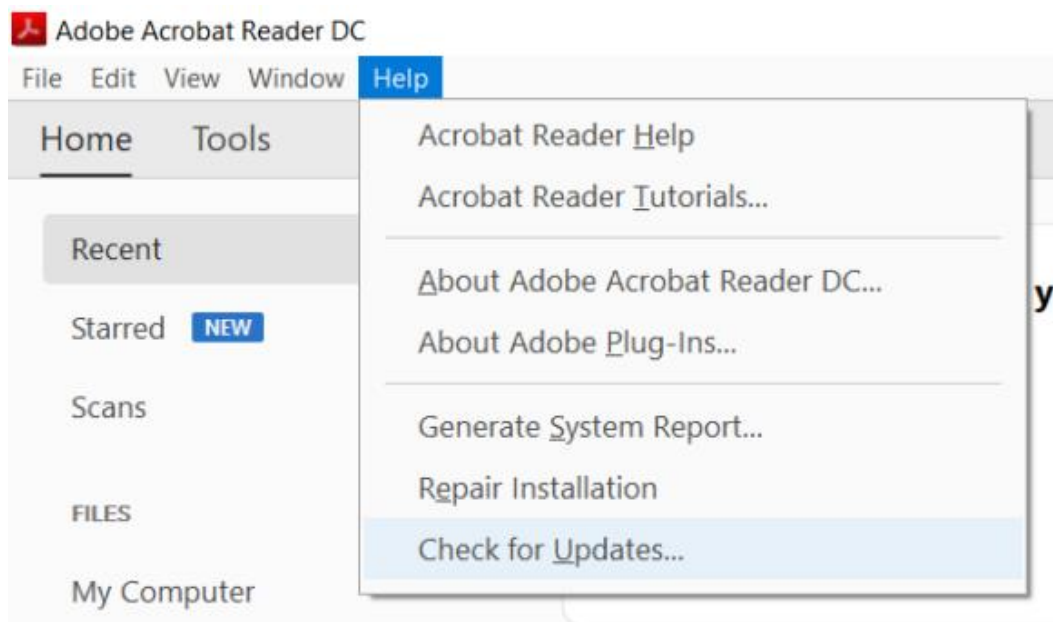 Adobe Acrobat Reader DC
File Edit View Window Help
Home Tools
Recent
Starred NEW
Scans
FILES
My Computer
Acrobat Reader Help
Acrobat Reader Tutorials...
About Adobe Acrobat Reader DC...
About Adobe Plug-Ins...
Generate System Report...
Repair Installation
Check for Updates...
y